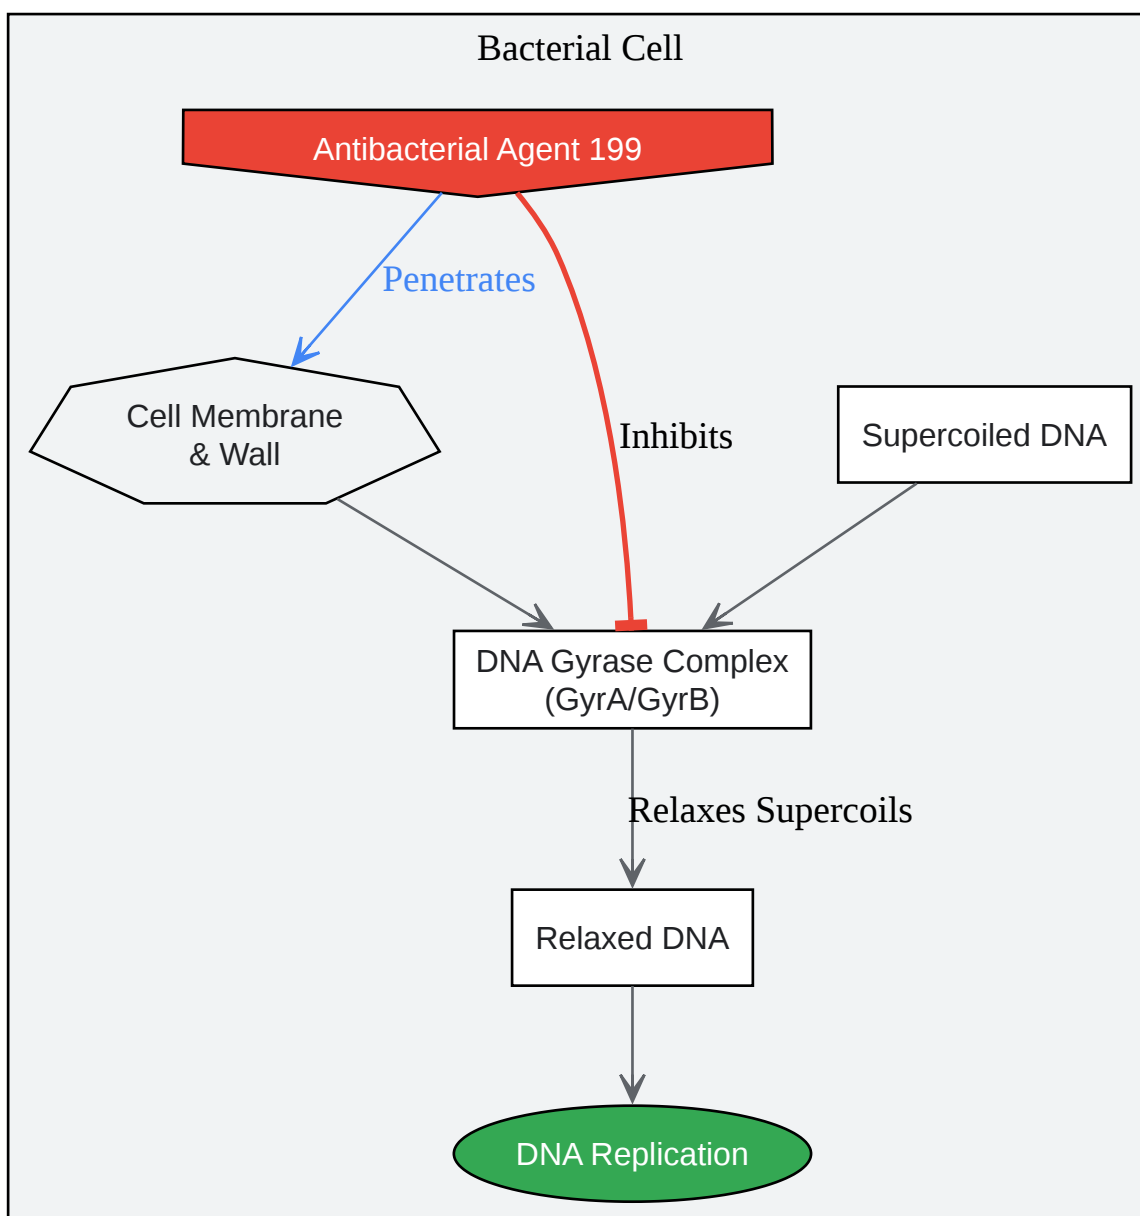 Bacterial Cell
Antibacterial Agent 199
Penetrates
Cell Membrane
& Wall
Inhibits
Supercoiled DNA
DNA Gyrase Complex
(GyrA/GyrB)
Relaxes Supercoils
Relaxed DNA
DNA Replication